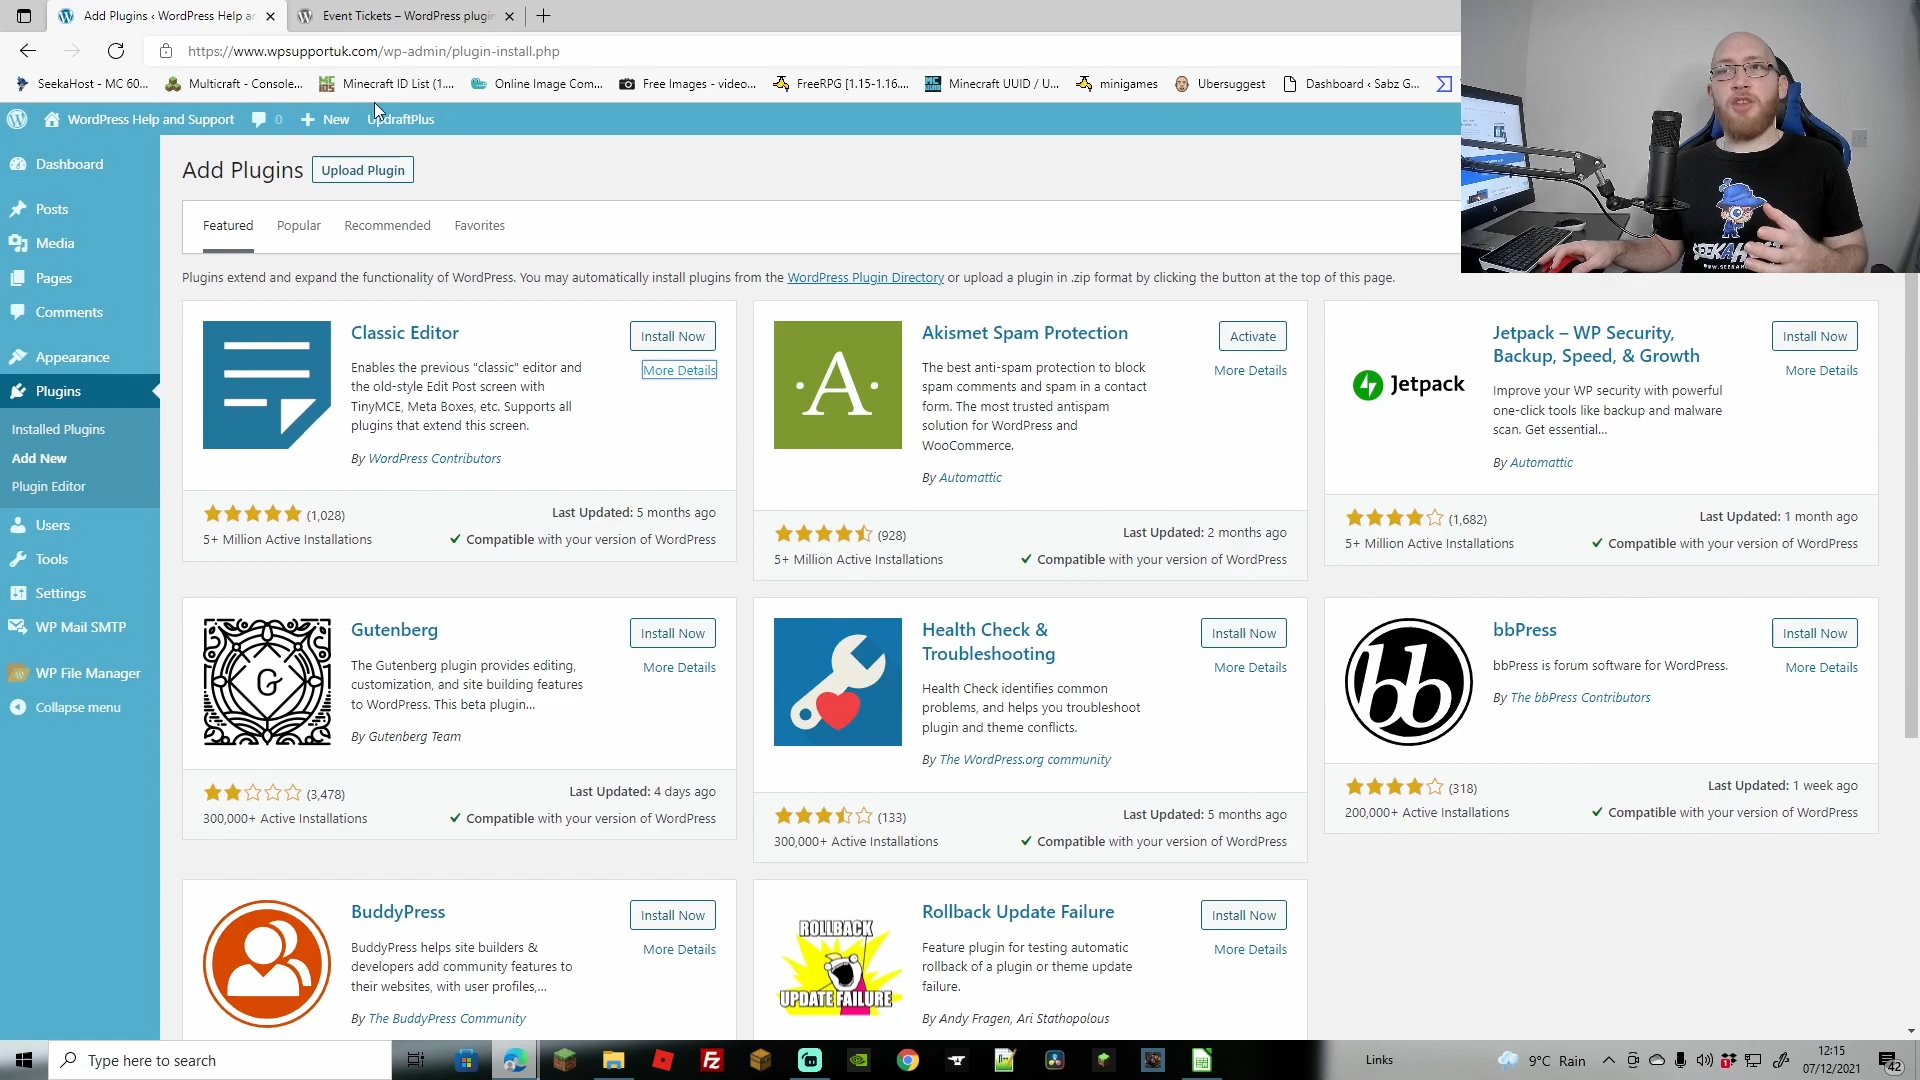 Add Plugins ‹ WordPress Help an
Event Tickets – WordPress plugin
https://www.wpsupportuk.com/wp-admin/plugin-install.php
SeekaHost - MC 60...
Multicraft - Console...
Minecraft ID List (1....
Online Image Com...
Free Images - video...
FreeRPG [1.15-1.16....
Minecraft UUID / U...
minigames
Ubersuggest
Dashboard ‹ Sabz G...
WordPress Help and Support
0
New
UpdraftPlus
Dashboard
Posts
Media
Pages
Comments
Appearance
Plugins
Installed Plugins
Add New
Plugin Editor
Users
Tools
Settings
WP Mail SMTP
WP File Manager
Collapse menu
Add Plugins
Upload Plugin
Featured
Popular
Recommended
Favorites
Plugins extend and expand the functionality of WordPress. You may automatically install plugins from the WordPress Plugin Directory or upload a plugin in .zip format by clicking the button at the top of this page.
Classic Editor
Install Now
More Details
Enables the previous "classic" editor and
the old-style Edit Post screen with
TinyMCE, Meta Boxes, etc. Supports all
plugins that extend this screen.
By WordPress Contributors
(1,028)
Last Updated: 5 months ago
5+ Million Active Installations
Compatible with your version of WordPress
·A·
Akismet Spam Protection
Activate
More Details
The best anti-spam protection to block
spam comments and spam in a contact
form. The most trusted antispam
solution for WordPress and
WooCommerce.
By Automattic
(928)
Last Updated: 2 months ago
5+ Million Active Installations
Compatible with your version of WordPress
Jetpack
Jetpack – WP Security,
Backup, Speed, & Growth
Install Now
More Details
Improve your WP security with powerful
one-click tools like backup and malware
scan. Get essential...
By Automattic
(1,682)
Last Updated: 1 month ago
5+ Million Active Installations
Compatible with your version of WordPress
G
Gutenberg
Install Now
More Details
The Gutenberg plugin provides editing,
customization, and site building features
to WordPress. This beta plugin...
By Gutenberg Team
(3,478)
Last Updated: 4 days ago
300,000+ Active Installations
Compatible with your version of WordPress
Health Check &
Troubleshooting
Install Now
More Details
Health Check identifies common
problems, and helps you troubleshoot
plugin and theme conflicts.
By The WordPress.org community
(133)
Last Updated: 5 months ago
300,000+ Active Installations
Compatible with your version of WordPress
bb
bbPress
Install Now
More Details
bbPress is forum software for WordPress.
By The bbPress Contributors
(318)
Last Updated: 1 week ago
200,000+ Active Installations
Compatible with your version of WordPress
BuddyPress
Install Now
More Details
BuddyPress helps site builders &
developers add community features to
their websites, with user profiles,...
By The BuddyPress Community
ROLLBACK
UPDATE FAILURE
Rollback Update Failure
Install Now
More Details
Feature plugin for testing automatic
rollback of a plugin or theme update
failure.
By Andy Fragen, Ari Stathopolous
Type here to search
Links
9°C Rain
12:15
07/12/2021
42